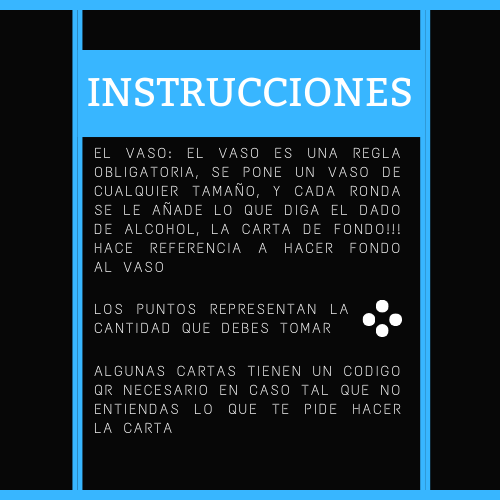 INSTRUCCIONES
EL VASO: EL VASO ES UNA REGLA
OBLIGATORIA, SE PONE UN VASO DE
CUALQUIER TAMAÑO, Y CADA RONDA
SE LE AÑADE LO QUE DIGA EL DADO
DE ALCOHOL, LA CARTA DE FONDO!!!
HACE REFERENCIA A HACER FONDO
AL VASO
LOS PUNTOS REPRESENTAN LA
CANTIDAD QUE DEBES TOMAR
ALGUNAS CARTAS TIENEN UN CODIGO
QR NECESARIO EN CASO TAL QUE NO
ENTIENDAS LO QUE TE PIDE HACER
LA CARTA